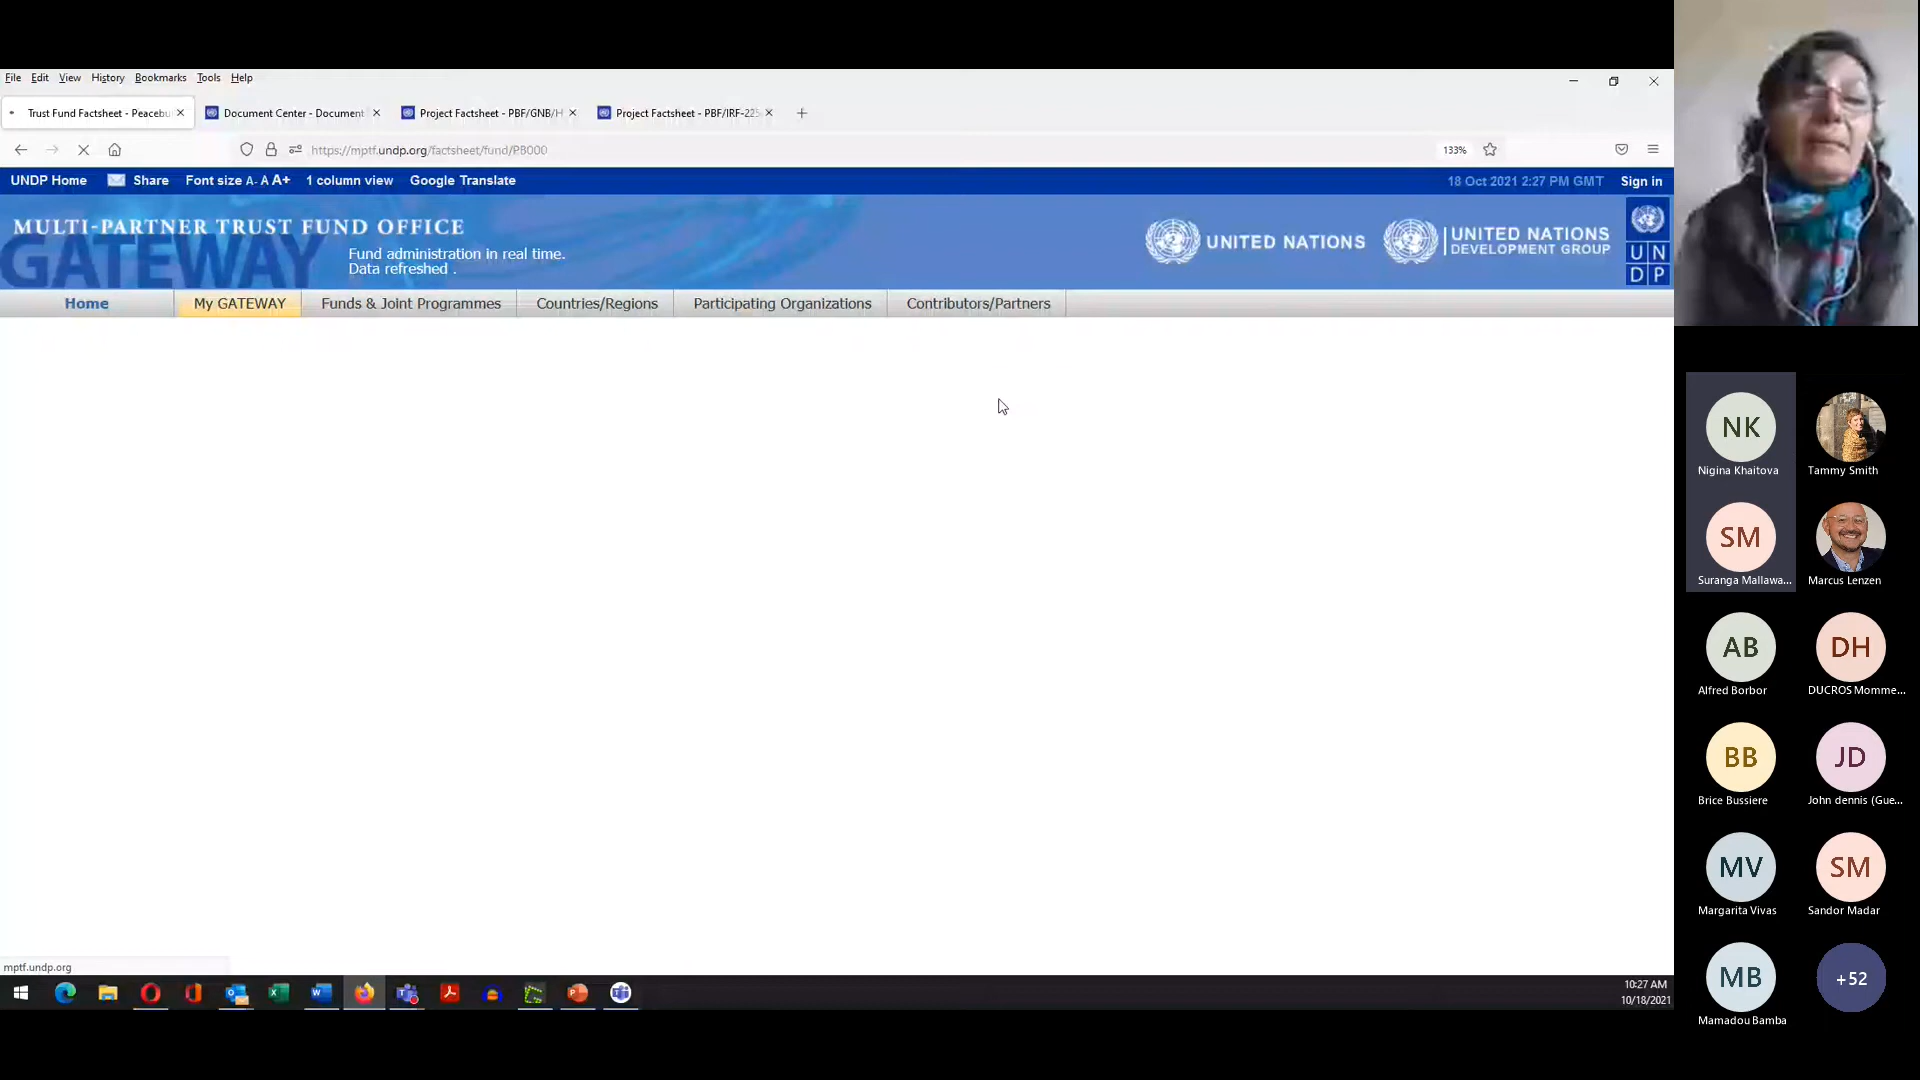 File Edit View History Bookmarks Tools Help
Trust Fund Factsheet - Peacebu
Document Center - Document
Project Factsheet - PBF/GNB/H
Project Factsheet - PBF/IRF-225
https://mptf.undp.org/factsheet/fund/PB000
133%
UNDP Home Share Font size A- A A+ 1 column view Google Translate
18 Oct 2021 2:27 PM GMT Sign in
MULTI-PARTNER TRUST FUND OFFICE
GATEWAY
Fund administration in real time.
Data refreshed .
UNITED NATIONS
UNITED NATIONS
DEVELOPMENT GROUP
U N
D P
Home My GATEWAY Funds & Joint Programmes Countries/Regions Participating Organizations Contributors/Partners
mptf.undp.org
10:27 AM
10/18/2021
NK
Nigina Khaitova
Tammy Smith
SM
Suranga Mallawa...
Marcus Lenzen
AB
Alfred Borbor
DH
DUCROS Momme...
BB
Brice Bussiere
JD
John dennis (Gue...
MV
Margarita Vivas
SM
Sandor Madar
MB
Mamadou Bamba
+52